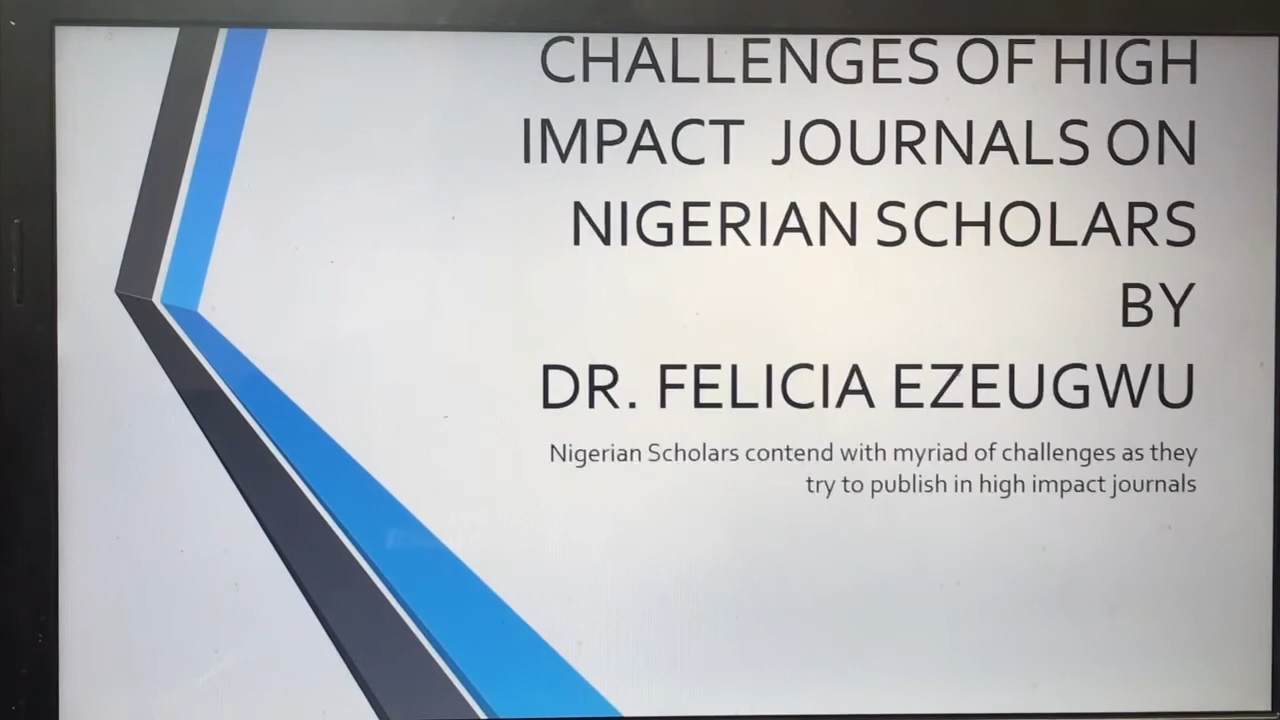 CHALLENGES OF HIGH
IMPACT JOURNALS ON
NIGERIAN SCHOLARS
BY
DR. FELICIA EZEUGWU
Nigerian Scholars contend with myriad of challenges as they
try to publish in high impact journals